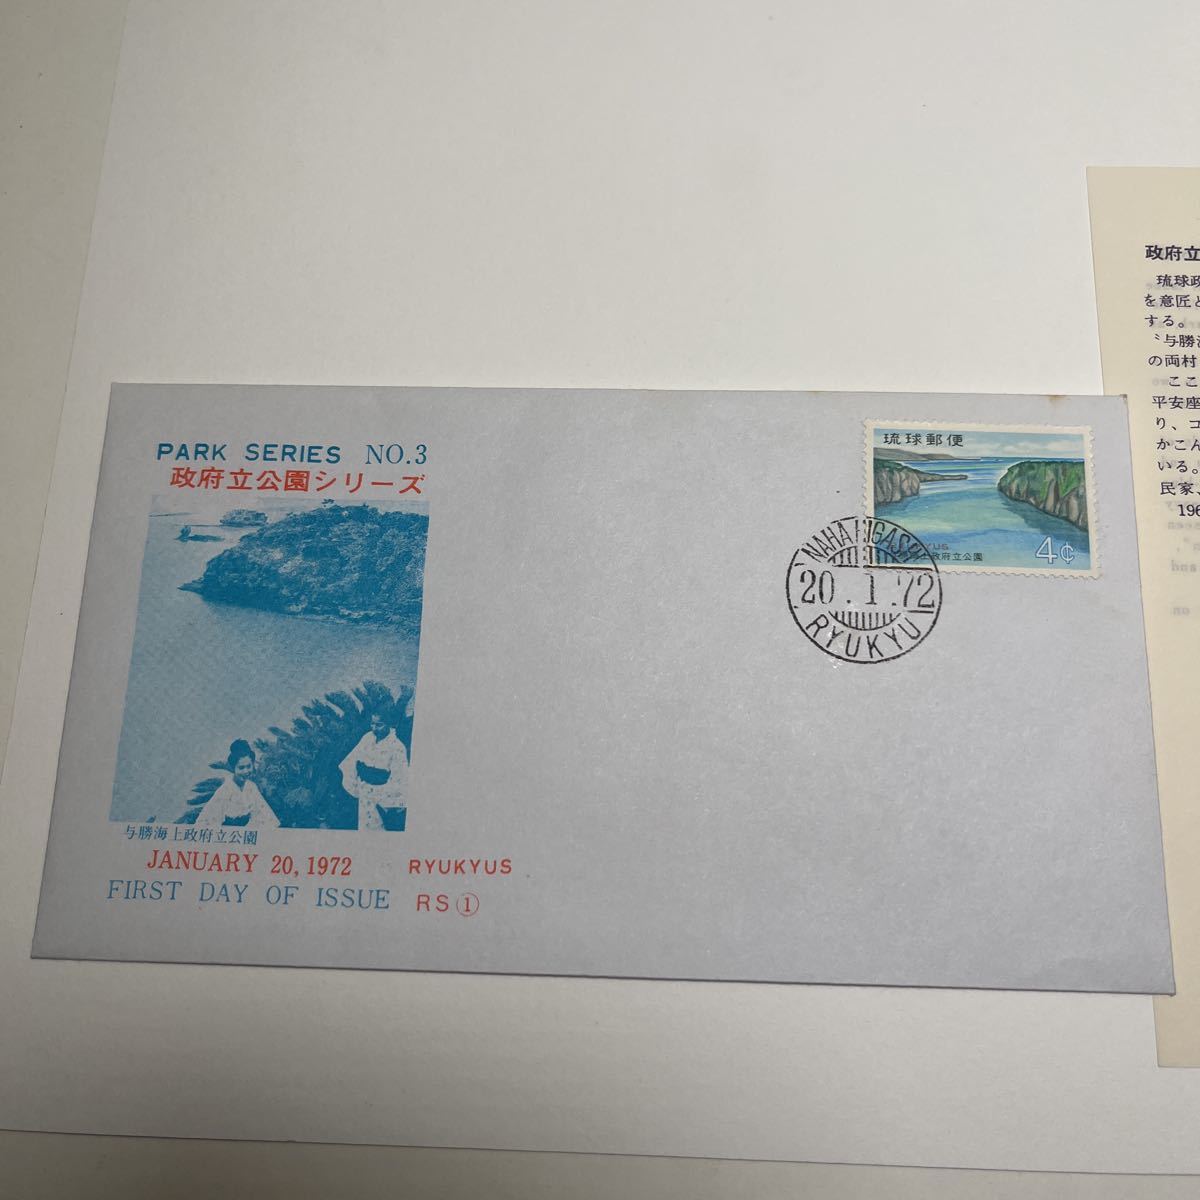 PARK SERIES NO.3
政府立公園シリーズ
与勝海上政府立公園
JANUARY 20, 1972 RYUKYUS
FIRST DAY OF ISSUE RS①
琉球郵便
海上政府立公園
4¢
NAHA HIGASHI
20.1.72
RYUKYU
政府立
琉球政
を意匠と
する。
〝与勝海
の両村
ここ
平安座
り、コ
かこん
いる。
民家、
196